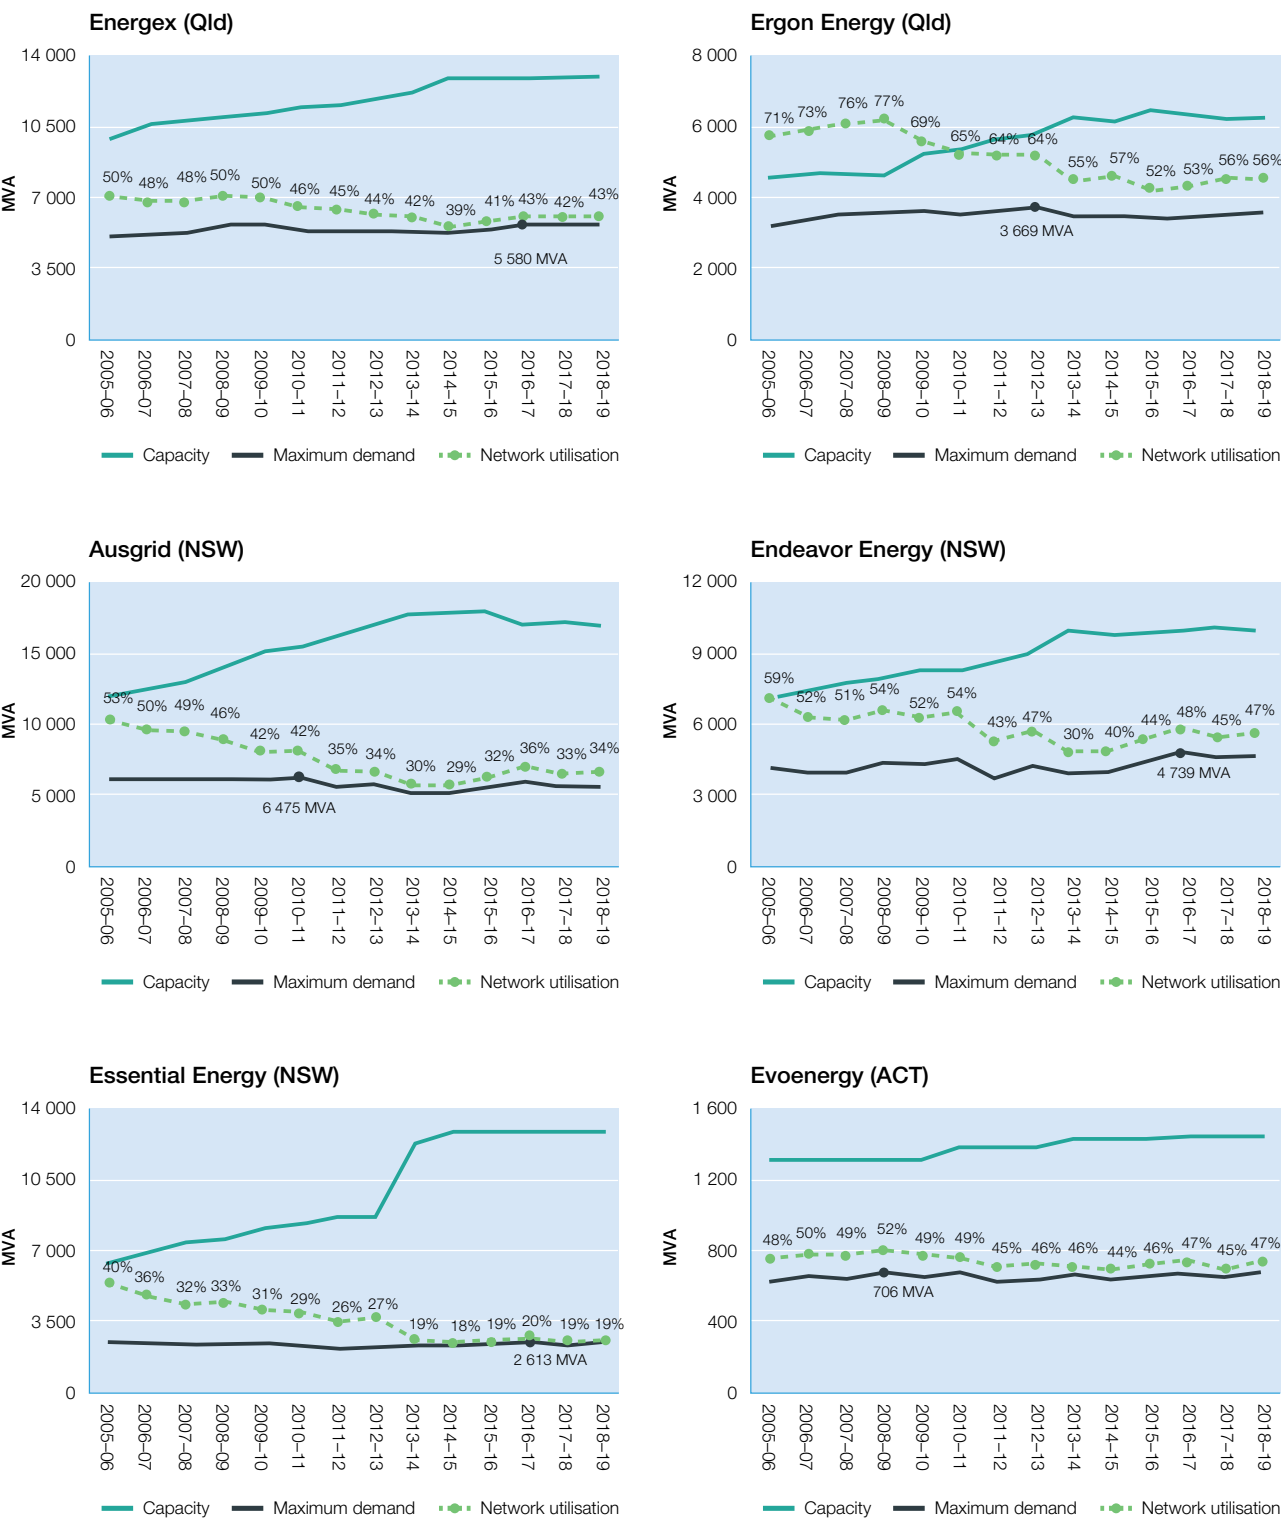 Energex (Qld)
14 000
10 500
7 000
3 500
0
MVA
50% 48% 48% 50% 50% 46% 45% 44% 42% 39% 41% 43% 42% 43%
5 580 MVA
2005–06 2006–07 2007–08 2008–09 2009–10 2010–11 2011–12 2012–13 2013–14 2014–15 2015–16 2016–17 2017–18 2018–19
Capacity Maximum demand Network utilisation
Ergon Energy (Qld)
8 000
6 000
4 000
2 000
0
MVA
71% 73% 76% 77% 69% 65% 64% 64% 55% 57% 52% 53% 56% 56%
3 669 MVA
2005–06 2006–07 2007–08 2008–09 2009–10 2010–11 2011–12 2012–13 2013–14 2014–15 2015–16 2016–17 2017–18 2018–19
Capacity Maximum demand Network utilisation
Ausgrid (NSW)
20 000
15 000
10 000
5 000
0
MVA
53% 50% 49% 46% 42% 42% 35% 34% 30% 29% 32% 36% 33% 34%
6 475 MVA
2005–06 2006–07 2007–08 2008–09 2009–10 2010–11 2011–12 2012–13 2013–14 2014–15 2015–16 2016–17 2017–18 2018–19
Capacity Maximum demand Network utilisation
Endeavor Energy (NSW)
12 000
9 000
6 000
3 000
0
MVA
59% 52% 51% 54% 52% 54% 43% 47% 30% 40% 44% 48% 45% 47%
4 739 MVA
2005–06 2006–07 2007–08 2008–09 2009–10 2010–11 2011–12 2012–13 2013–14 2014–15 2015–16 2016–17 2017–18 2018–19
Capacity Maximum demand Network utilisation
Essential Energy (NSW)
14 000
10 500
7 000
3 500
0
MVA
40% 36% 32% 33% 31% 29% 26% 27% 19% 18% 19% 20% 19% 19%
2 613 MVA
2005–06 2006–07 2007–08 2008–09 2009–10 2010–11 2011–12 2012–13 2013–14 2014–15 2015–16 2016–17 2017–18 2018–19
Capacity Maximum demand Network utilisation
Evoenergy (ACT)
1 600
1 200
800
400
0
MVA
48% 50% 49% 52% 49% 49% 45% 46% 46% 44% 46% 47% 45% 47%
706 MVA
2005–06 2006–07 2007–08 2008–09 2009–10 2010–11 2011–12 2012–13 2013–14 2014–15 2015–16 2016–17 2017–18 2018–19
Capacity Maximum demand Network utilisation